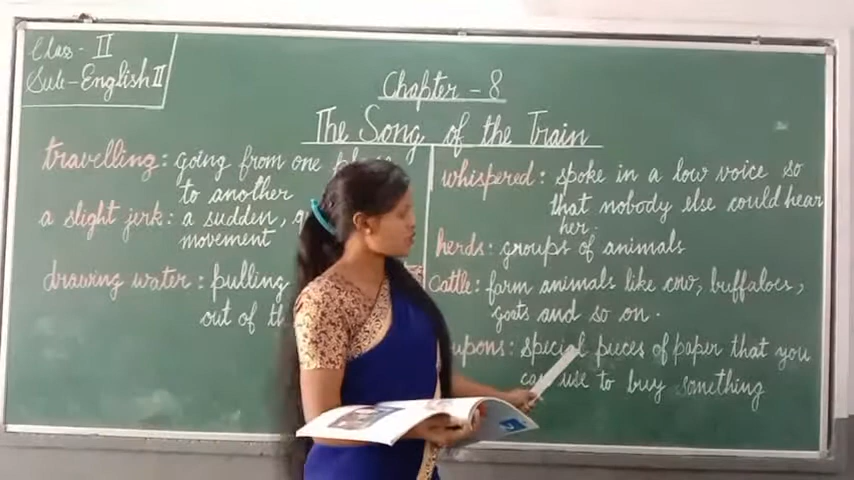 Class - II
Sub - English II
Chapter - 8
The Song of the Train
travelling : going from one place
to another
a slight jerk : a sudden,
movement
drawing water : pulling
out of
whispered : spoke in a low voice so
that nobody else could hear
her.
herds : groups of animals
Cattle : farm animals like cow, buffaloes,
goats and so on.
upons : special pieces of paper that you
can use to buy something